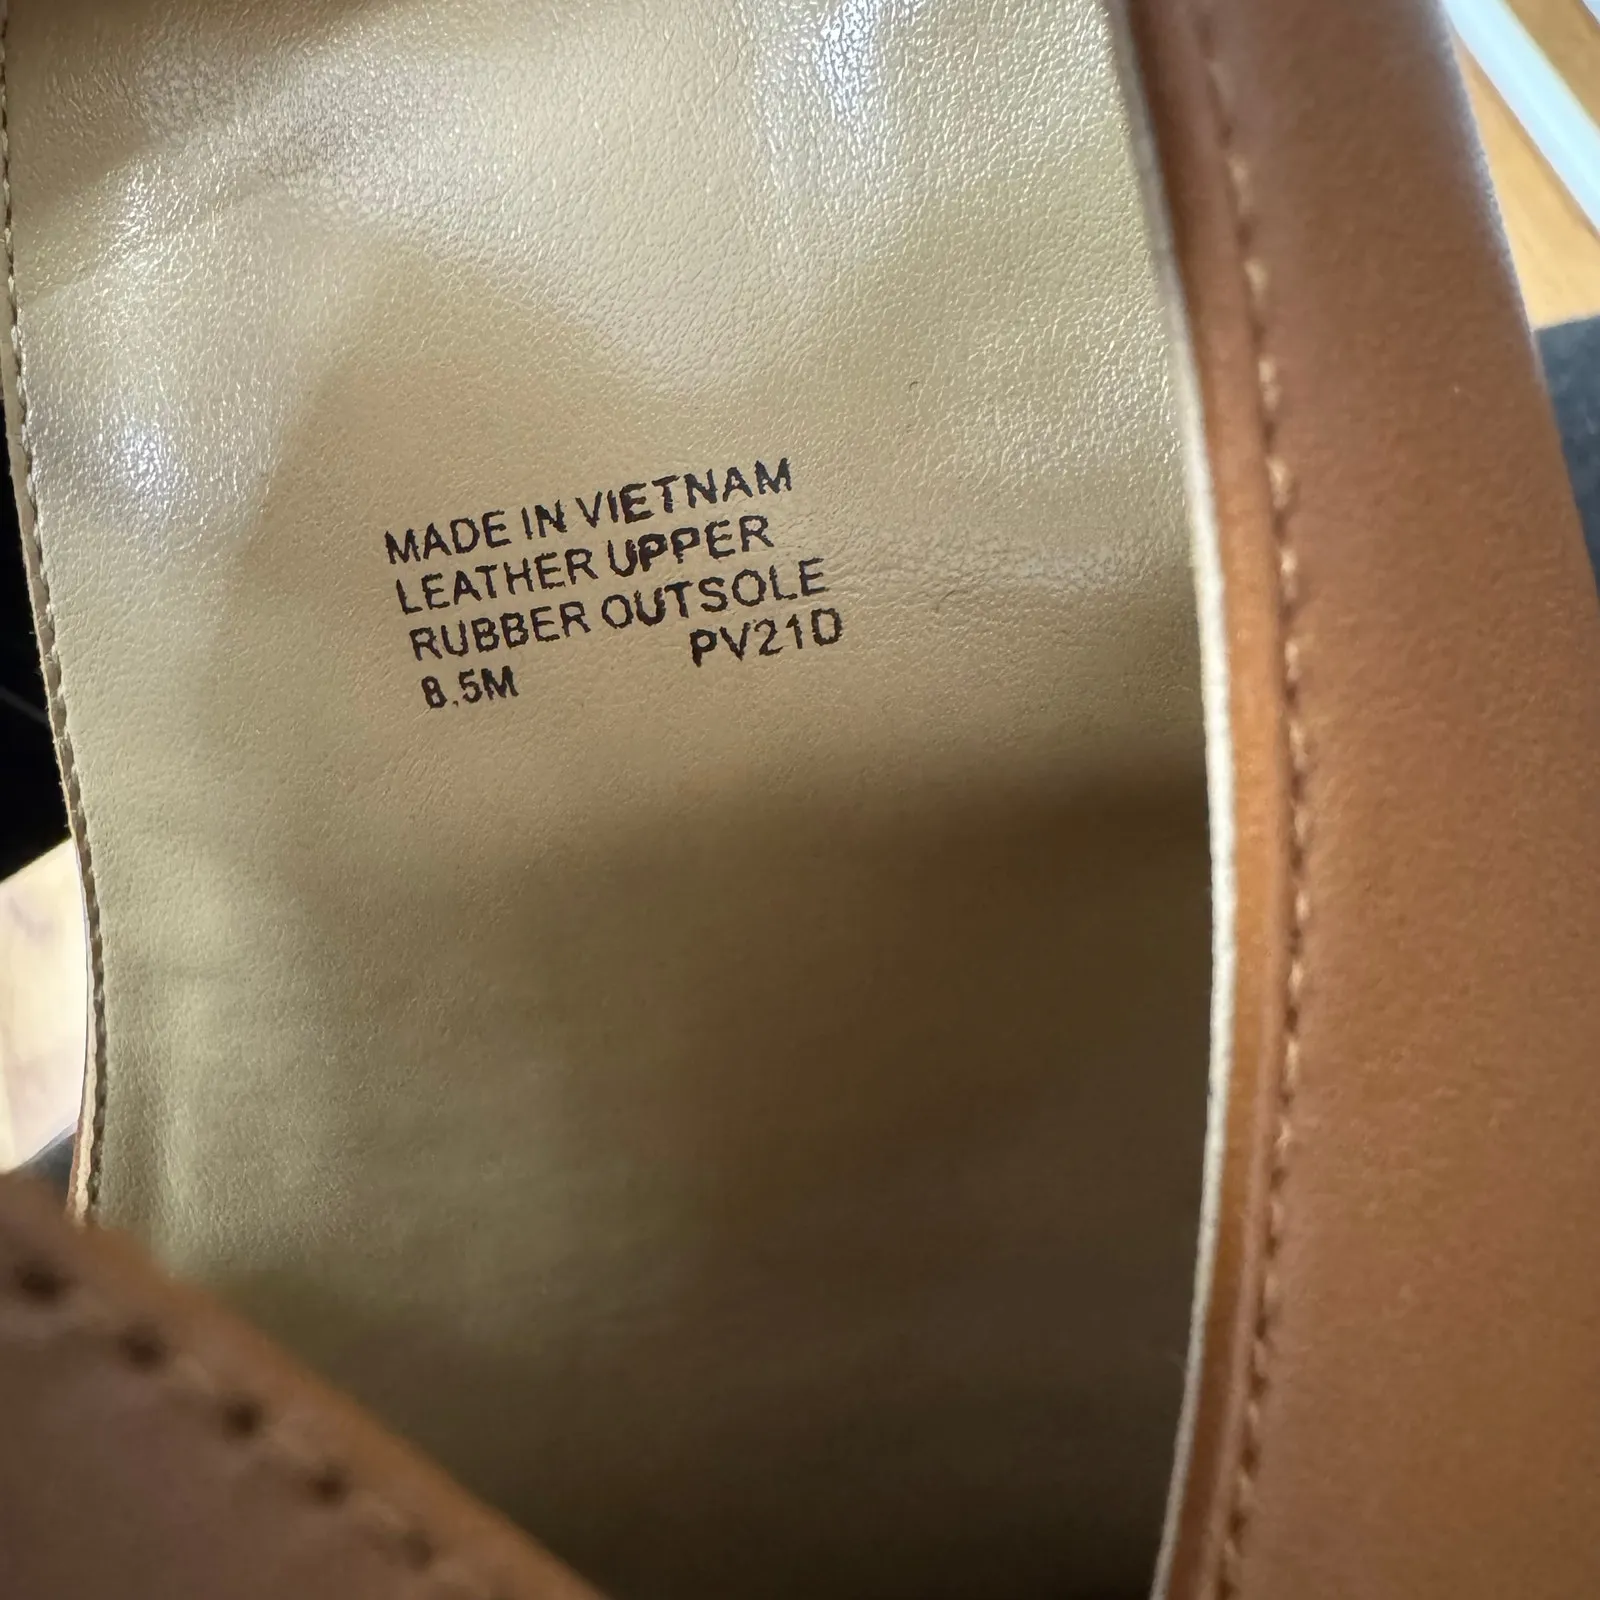 MADE IN VIETNAM
LEATHER UPPER
RUBBER OUTSOLE
8.5M PV21D